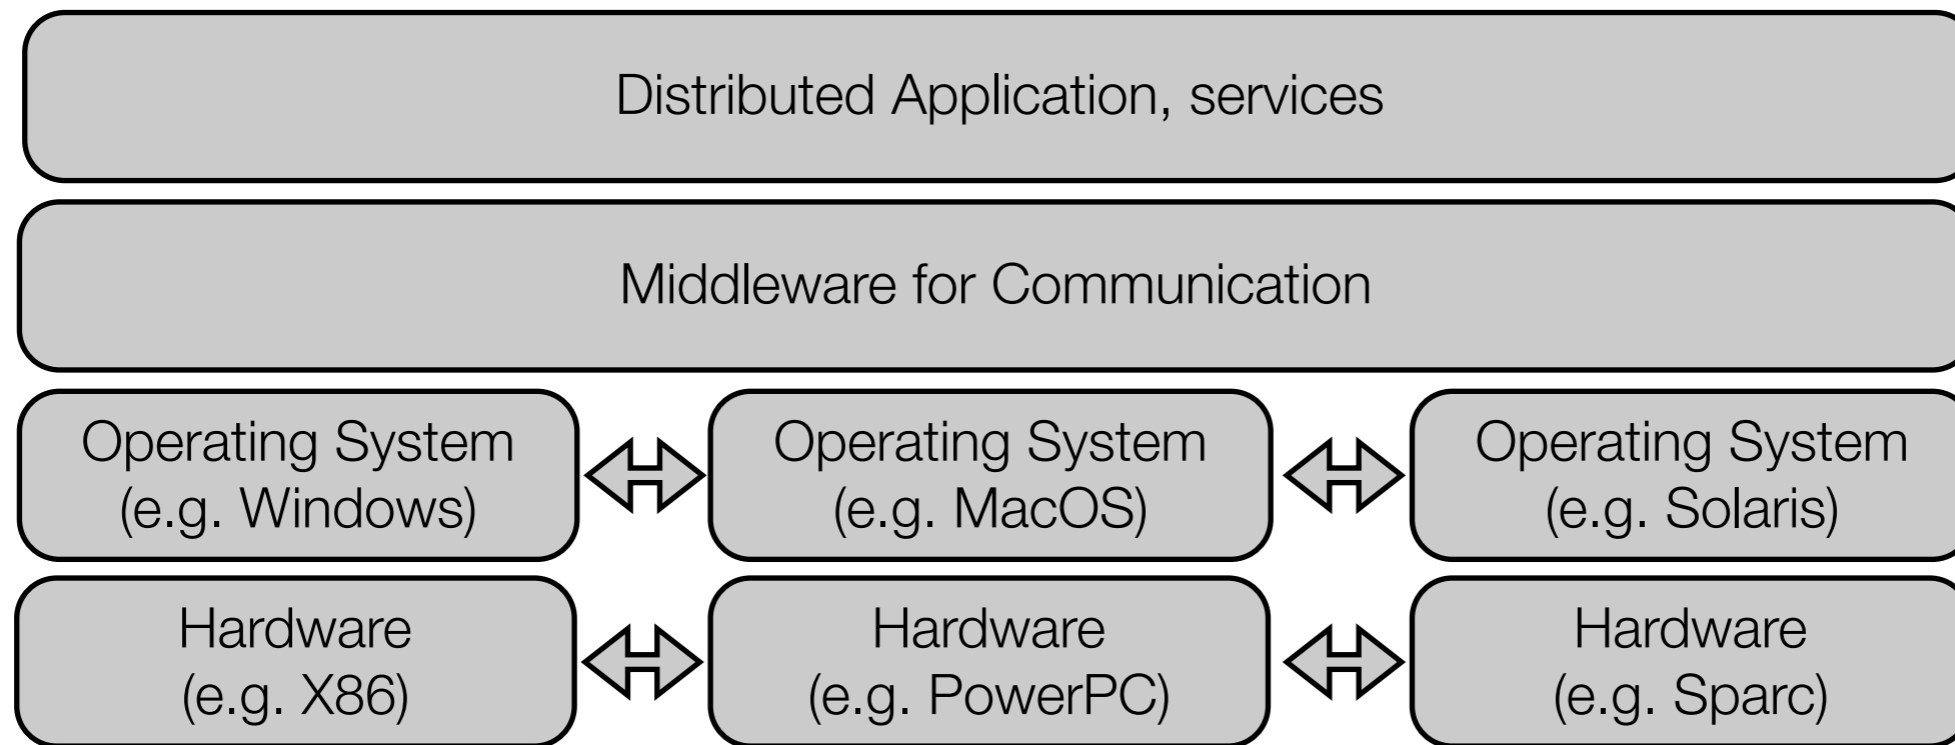 Distributed Application, services
Middleware for Communication
Operating System
(e.g. Windows)
Operating System
(e.g. MacOS)
Operating System
(e.g. Solaris)
Hardware
(e.g. X86)
Hardware
(e.g. PowerPC)
Hardware
(e.g. Sparc)